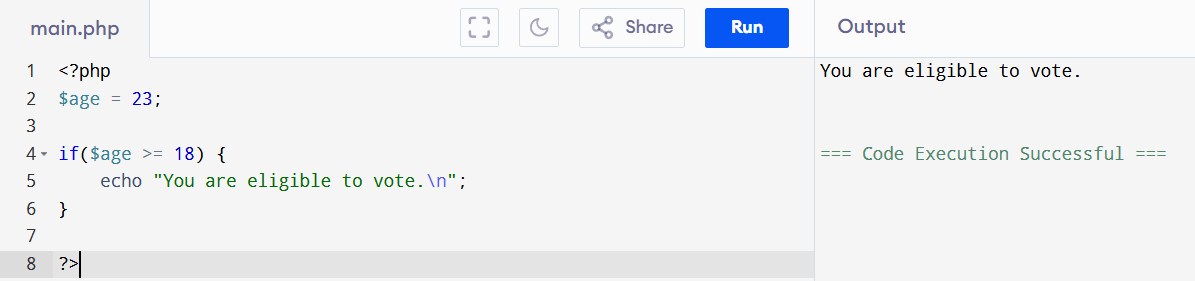 main.php
Share
Run
Output
1 <?php
2 $age = 23;
3
4 if($age >= 18) {
5     echo "You are eligible to vote.\n";
6 }
7
8 ?>
You are eligible to vote.
=== Code Execution Successful ===